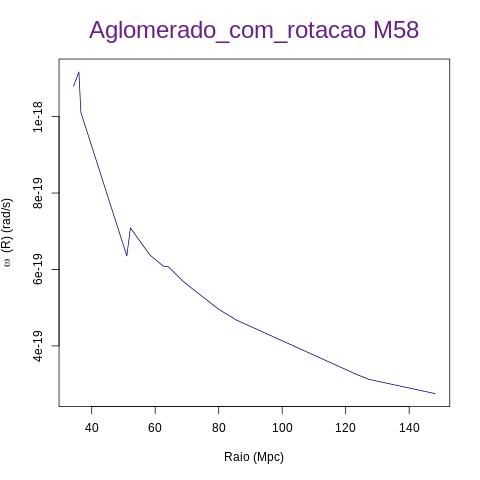 Aglomerado_com_rotacao M58
1e-18
8e-19
6e-19
4e-19
ω (R) (rad/s)
40 60 80 100 120 140
Raio (Mpc)